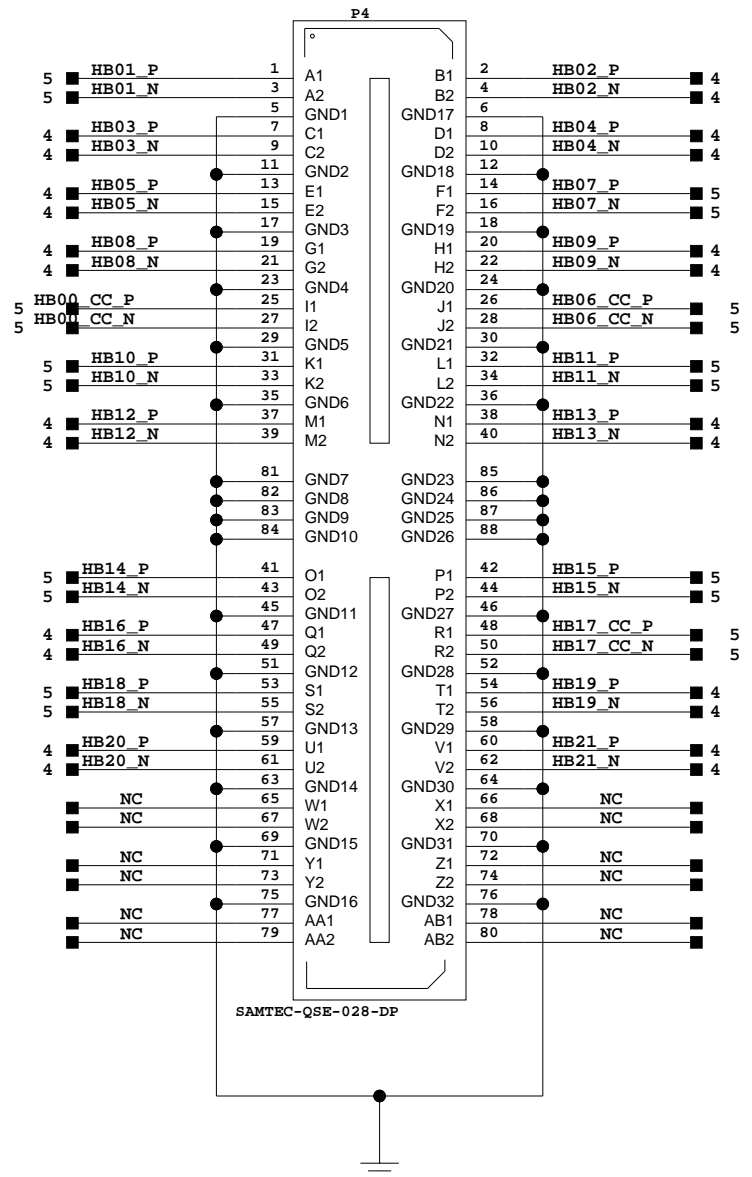 P4
5 HB01_P 1 A1 B1 2 HB02_P 4
5 HB01_N 3 A2 B2 4 HB02_N 4
5 GND1 GND17 6
4 HB03_P 7 C1 D1 8 HB04_P 4
4 HB03_N 9 C2 D2 10 HB04_N 4
11 GND2 GND18 12
4 HB05_P 13 E1 F1 14 HB07_P 5
4 HB05_N 15 E2 F2 16 HB07_N 5
17 GND3 GND19 18
4 HB08_P 19 G1 H1 20 HB09_P 4
4 HB08_N 21 G2 H2 22 HB09_N 4
23 GND4 GND20 24
5 HB00_CC_P 25 I1 J1 26 HB06_CC_P 5
5 HB00_CC_N 27 I2 J2 28 HB06_CC_N 5
29 GND5 GND21 30
5 HB10_P 31 K1 L1 32 HB11_P 5
5 HB10_N 33 K2 L2 34 HB11_N 5
35 GND6 GND22 36
4 HB12_P 37 M1 N1 38 HB13_P 4
4 HB12_N 39 M2 N2 40 HB13_N 4
81 GND7 GND23 85
82 GND8 GND24 86
83 GND9 GND25 87
84 GND10 GND26 88
5 HB14_P 41 O1 P1 42 HB15_P 5
5 HB14_N 43 O2 P2 44 HB15_N 5
45 GND11 GND27 46
4 HB16_P 47 Q1 R1 48 HB17_CC_P 5
4 HB16_N 49 Q2 R2 50 HB17_CC_N 5
51 GND12 GND28 52
5 HB18_P 53 S1 T1 54 HB19_P 4
5 HB18_N 55 S2 T2 56 HB19_N 4
57 GND13 GND29 58
4 HB20_P 59 U1 V1 60 HB21_P 4
4 HB20_N 61 U2 V2 62 HB21_N 4
63 GND14 GND30 64
NC 65 W1 X1 66 NC
NC 67 W2 X2 68 NC
69 GND15 GND31 70
NC 71 Y1 Z1 72 NC
NC 73 Y2 Z2 74 NC
75 GND16 GND32 76
NC 77 AA1 AB1 78 NC
NC 79 AA2 AB2 80 NC
SAMTEC-QSE-028-DP